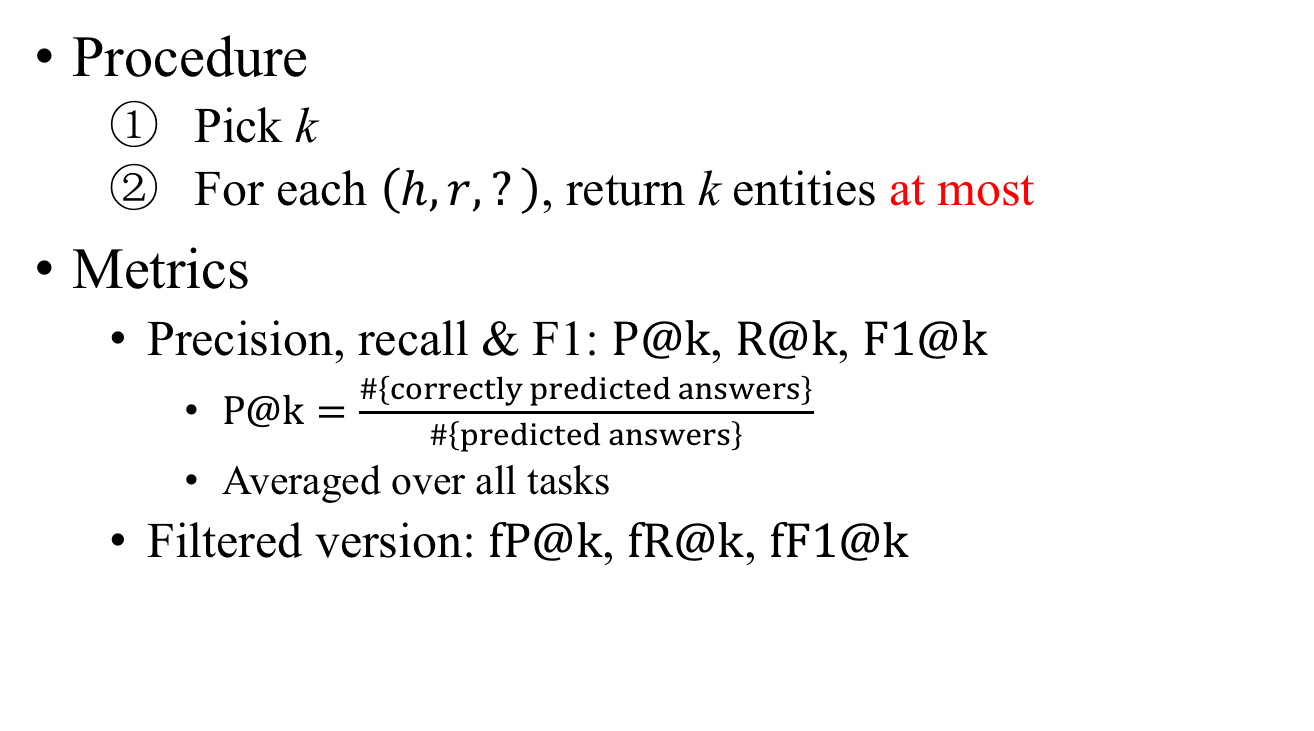 • Procedure
① Pick k
② For each (h, r, ? ), return k entities at most
• Metrics
• Precision, recall & F1: P@k, R@k, F1@k
• P@k = #{correctly predicted answers}
#{predicted answers}
• Averaged over all tasks
• Filtered version: fP@k, fR@k, fF1@k